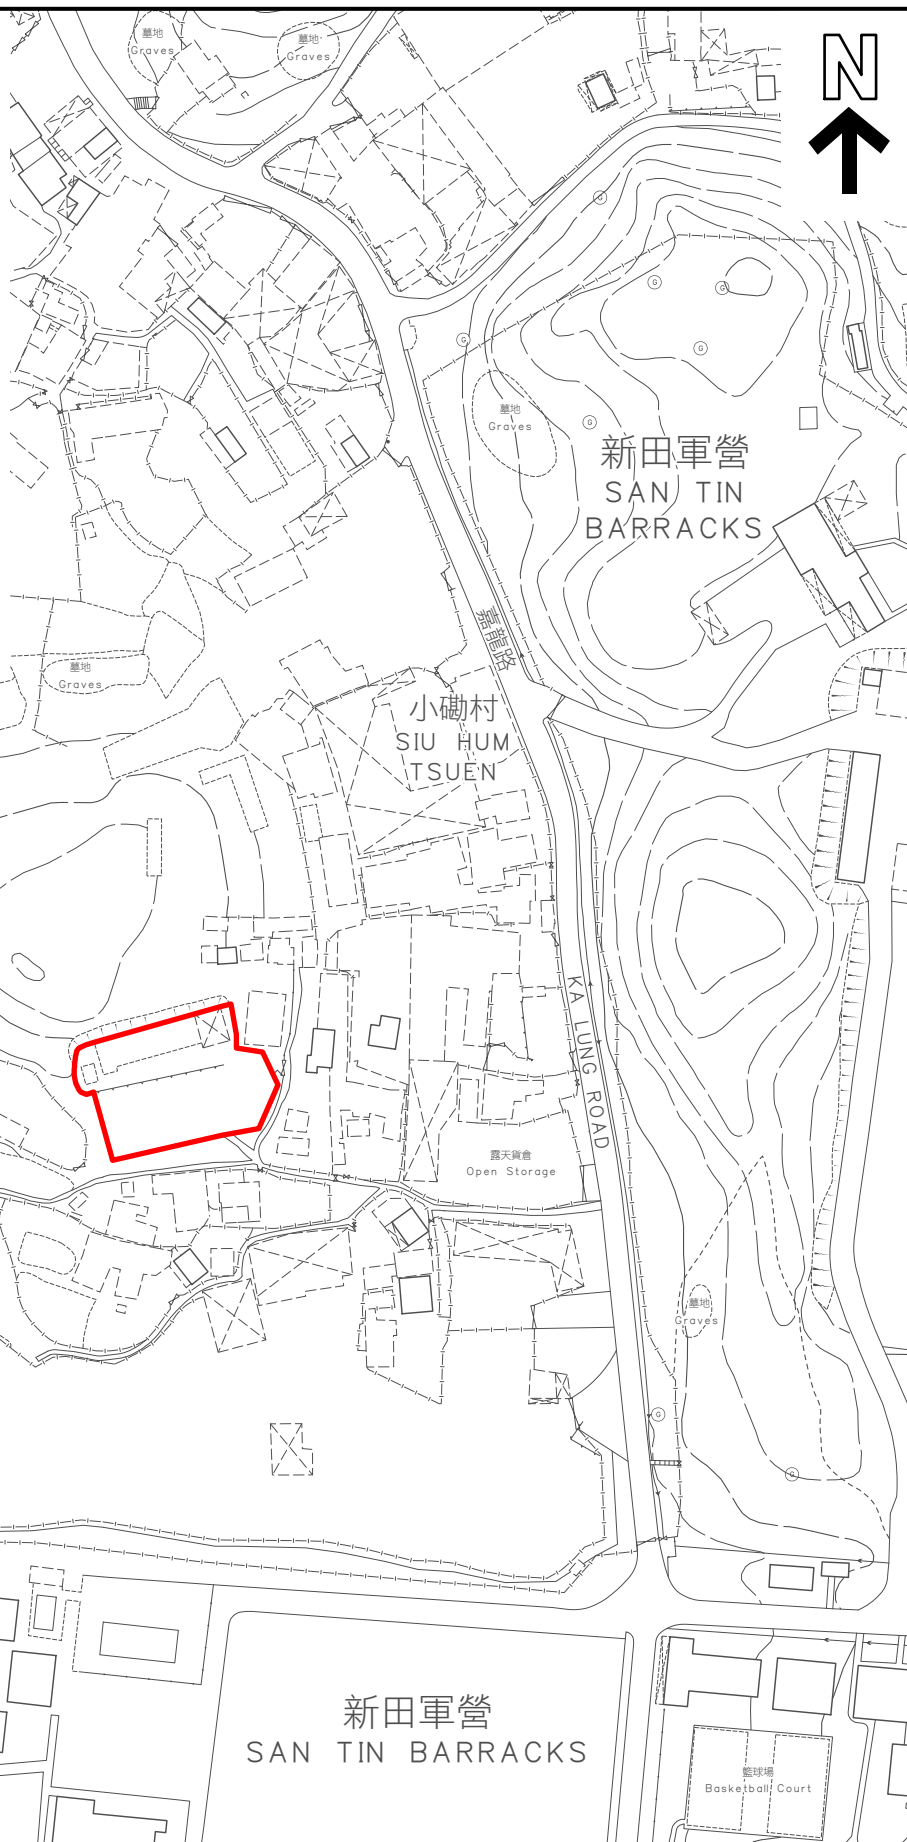 墓地
Graves
墓地
Graves
N
G
G
G
G
G
墓地
Graves
G
新田軍營
SAN TIN
BARRACKS
嘉龍路
墓地
Graves
小磡村
SIU HUM
TSUEN
KA LUNG ROAD
露天貨倉
Open Storage
墓地
Graves
G
G
新田軍營
SAN TIN BARRACKS
籃球場
Basketball Court